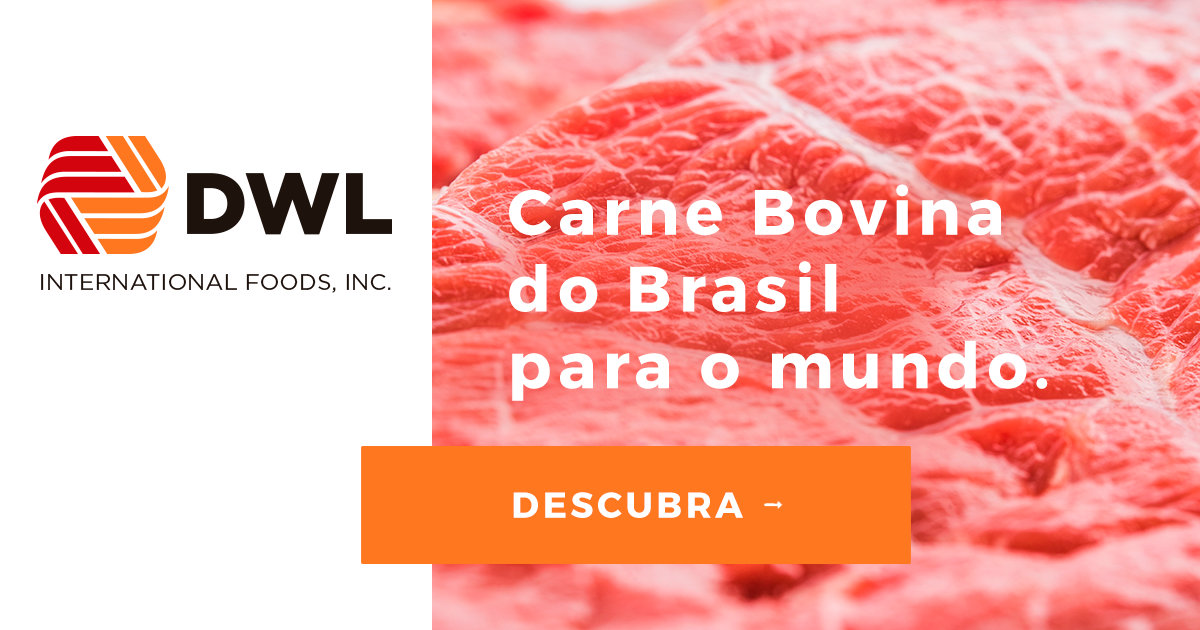 DWL
INTERNATIONAL FOODS, INC.
Carne Bovina
do Brasil
para o mundo.
DESCUBRA →